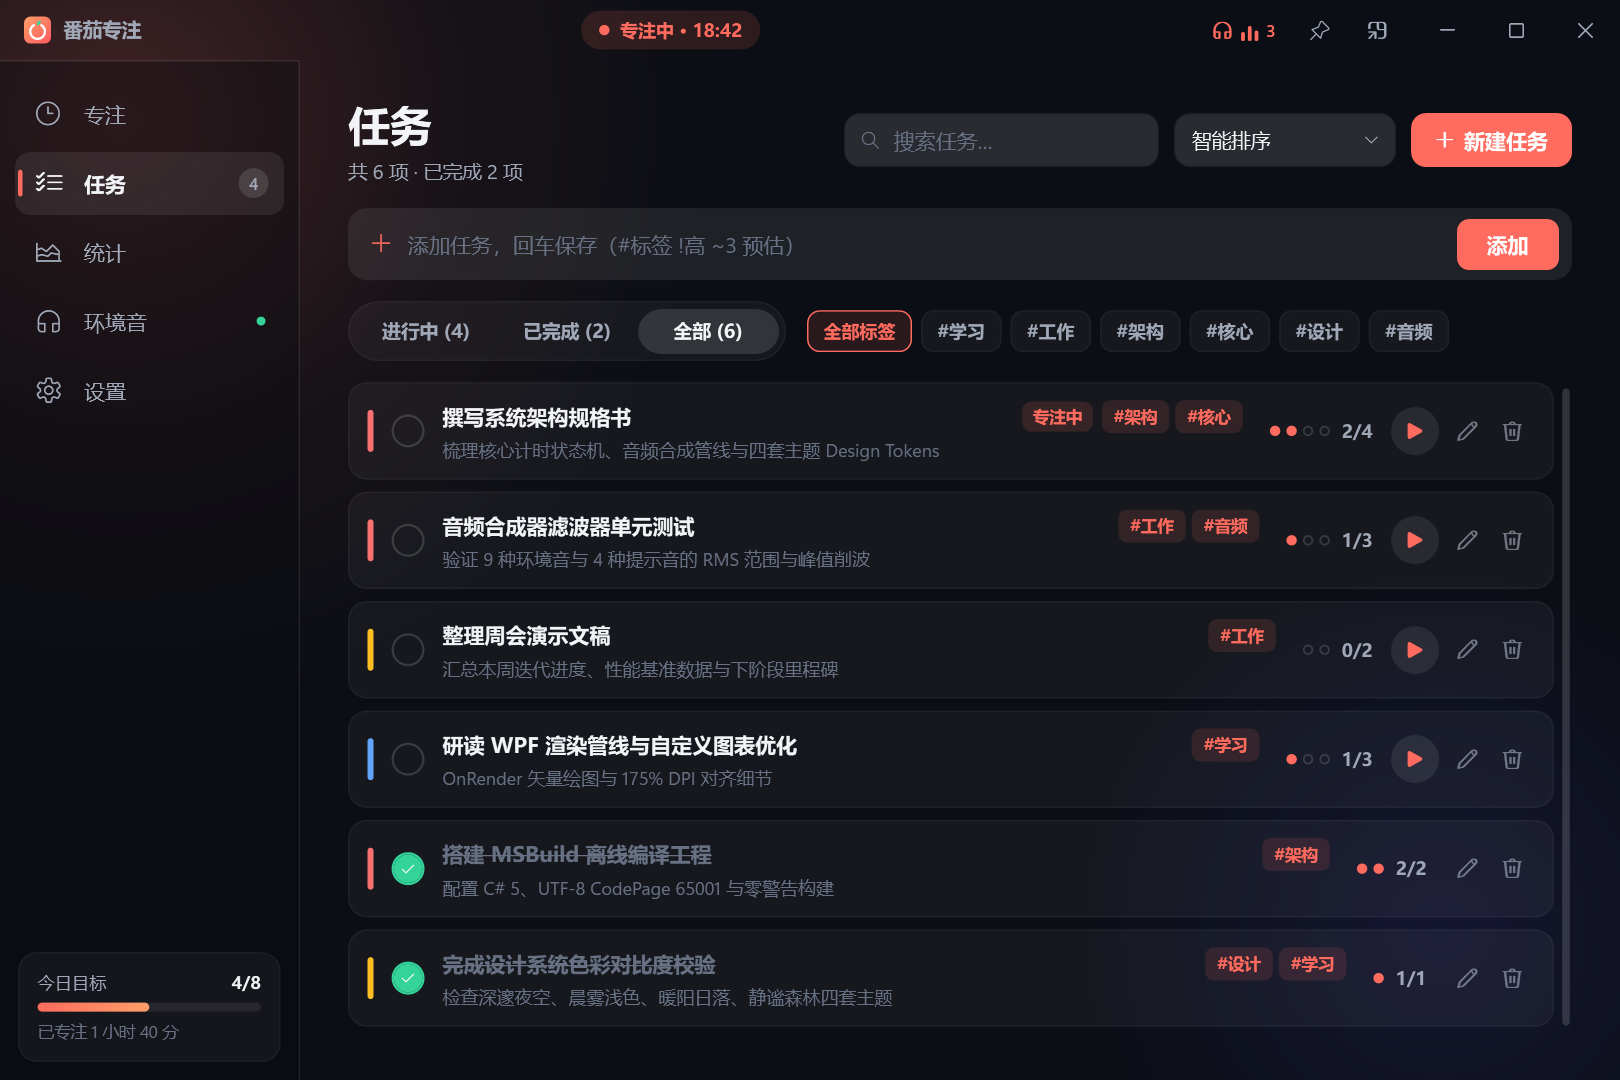 番茄专注
专注中 • 18:42
3
专注
任务
4
统计
环境音
设置
今日目标
4/8
已专注 1 小时 40 分
任务
共 6 项 · 已完成 2 项
搜索任务...
智能排序
新建任务
添加任务，回车保存（#标签 !高 ~3 预估）
添加
进行中 (4)
已完成 (2)
全部 (6)
全部标签
#学习
#工作
#架构
#核心
#设计
#音频
撰写系统架构规格书
梳理核心计时状态机、音频合成管线与四套主题 Design Tokens
专注中
#架构
#核心
2/4
音频合成器滤波器单元测试
验证 9 种环境音与 4 种提示音的 RMS 范围与峰值削波
#工作
#音频
1/3
整理周会演示文稿
汇总本周迭代进度、性能基准数据与下阶段里程碑
#工作
0/2
研读 WPF 渲染管线与自定义图表优化
OnRender 矢量绘图与 175% DPI 对齐细节
#学习
1/3
搭建 MSBuild 离线编译工程
配置 C# 5、UTF-8 CodePage 65001 与零警告构建
#架构
2/2
完成设计系统色彩对比度校验
检查深邃夜空、晨雾浅色、暖阳日落、静谧森林四套主题
#设计
#学习
1/1